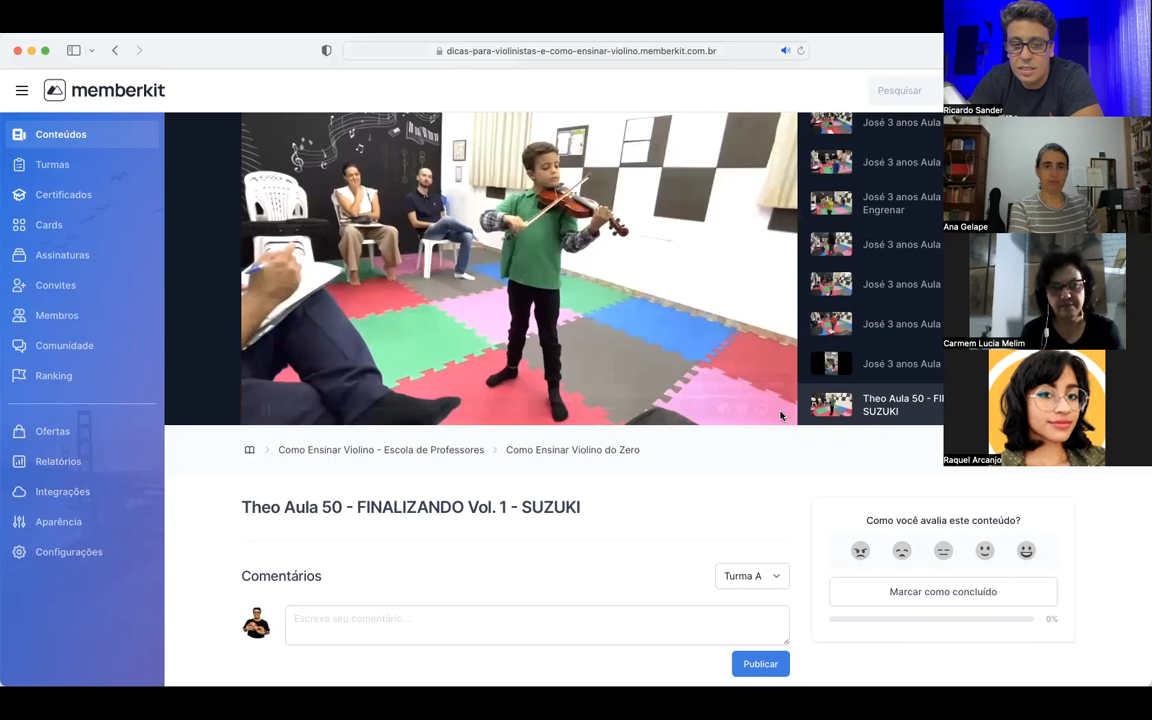 dicas-para-violinistas-e-como-ensinar-violino.memberkit.com.br
memberkit
Pesquisar
Conteúdos
Turmas
Certificados
Cards
Assinaturas
Convites
Membros
Comunidade
Ranking
Ofertas
Relatórios
Integrações
Aparência
Configurações
José 3 anos Aula
José 3 anos Aula
José 3 anos Aula
Engrenar
José 3 anos Aula
José 3 anos Aula
José 3 anos Aula
José 3 anos Aula
Theo Aula 50 - FI
SUZUKI
Ricardo Sander
Ana Gelape
Carmem Lucia Melim
Raquel Arcanjo
Como Ensinar Violino - Escola de Professores
Como Ensinar Violino do Zero
Theo Aula 50 - FINALIZANDO Vol. 1 - SUZUKI
Comentários
Turma A
Escreva seu comentário...
Publicar
Como você avalia este conteúdo?
Marcar como concluído
0%